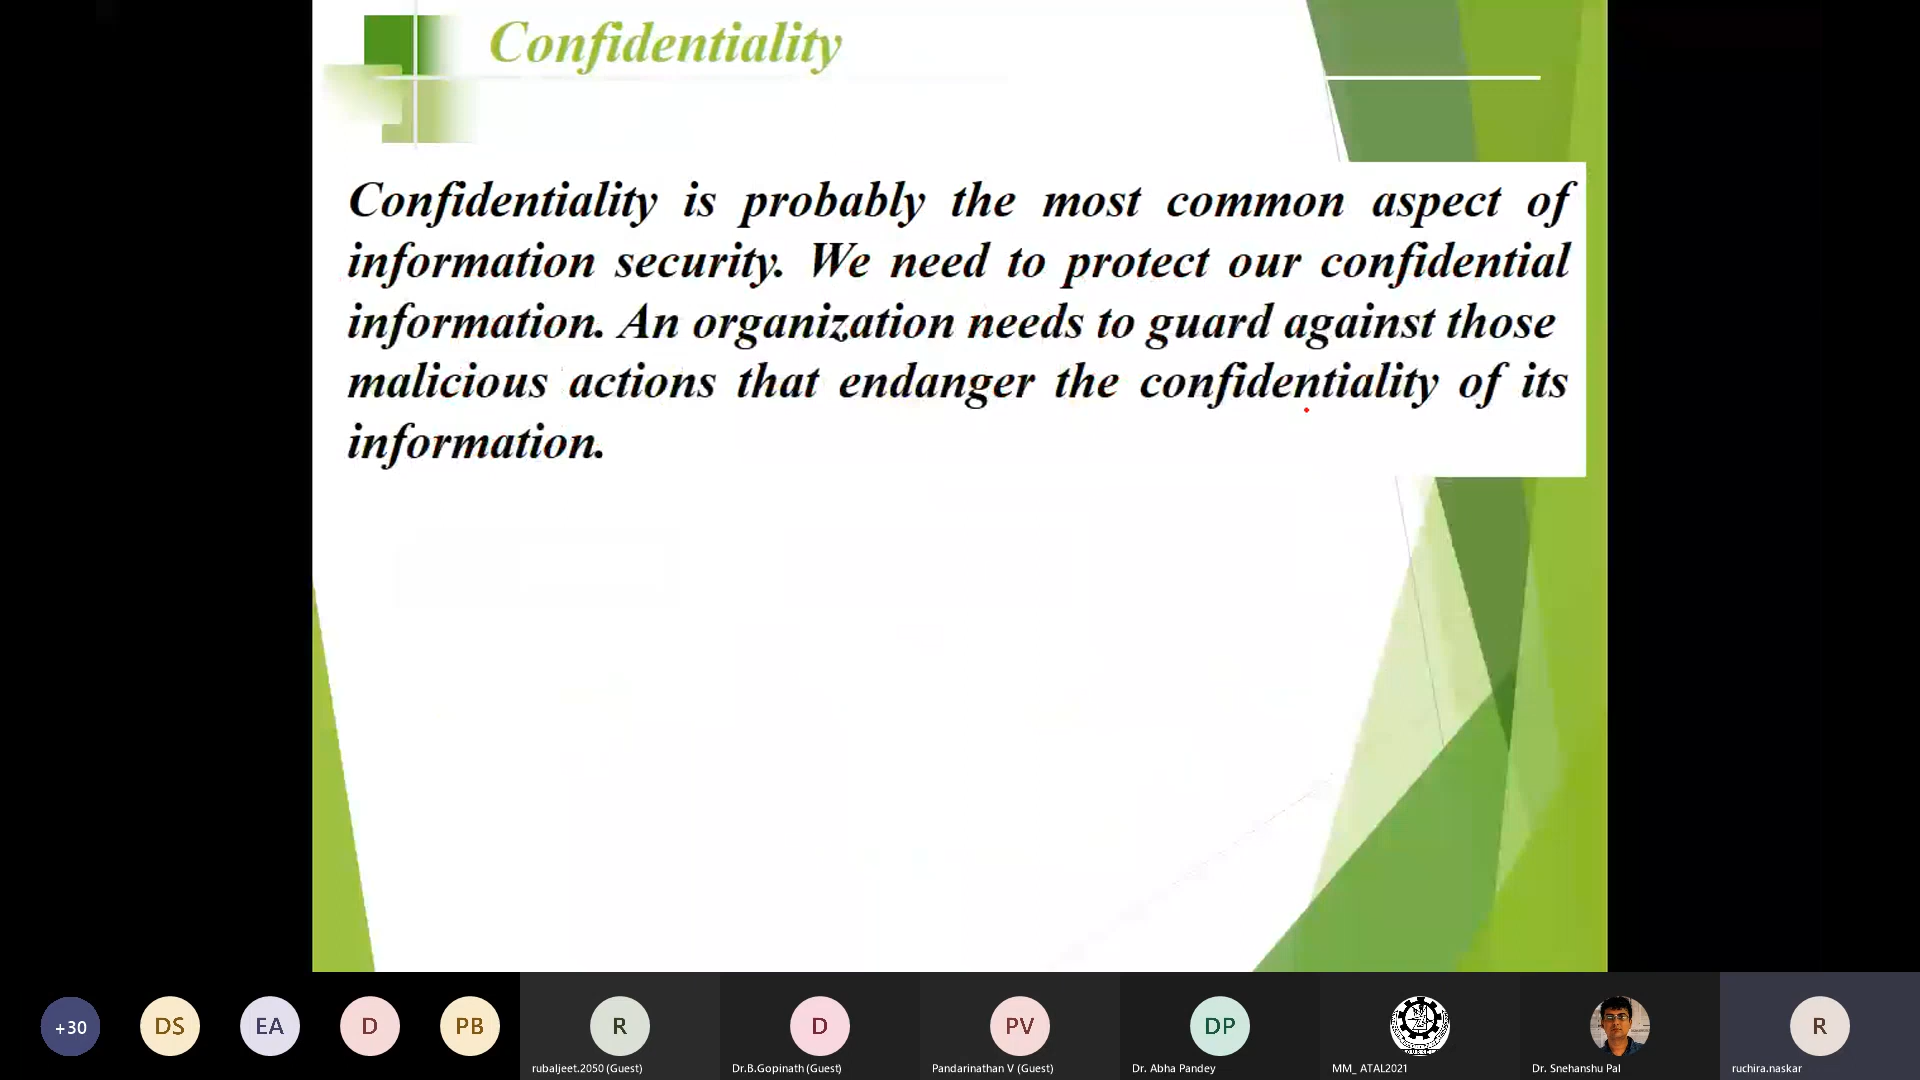 Confidentiality
Confidentiality is probably the most common aspect of
information security. We need to protect our confidential
information. An organization needs to guard against those
malicious actions that endanger the confidentiality of its
information.
+30
DS
EA
D
PB
R
D
PV
DP
R
rubaljeet.2050 (Guest)
Dr.B.Gopinath (Guest)
Pandarinathan V (Guest)
Dr. Abha Pandey
MM_ ATAL2021
Dr. Snehanshu Pal
ruchira.naskar